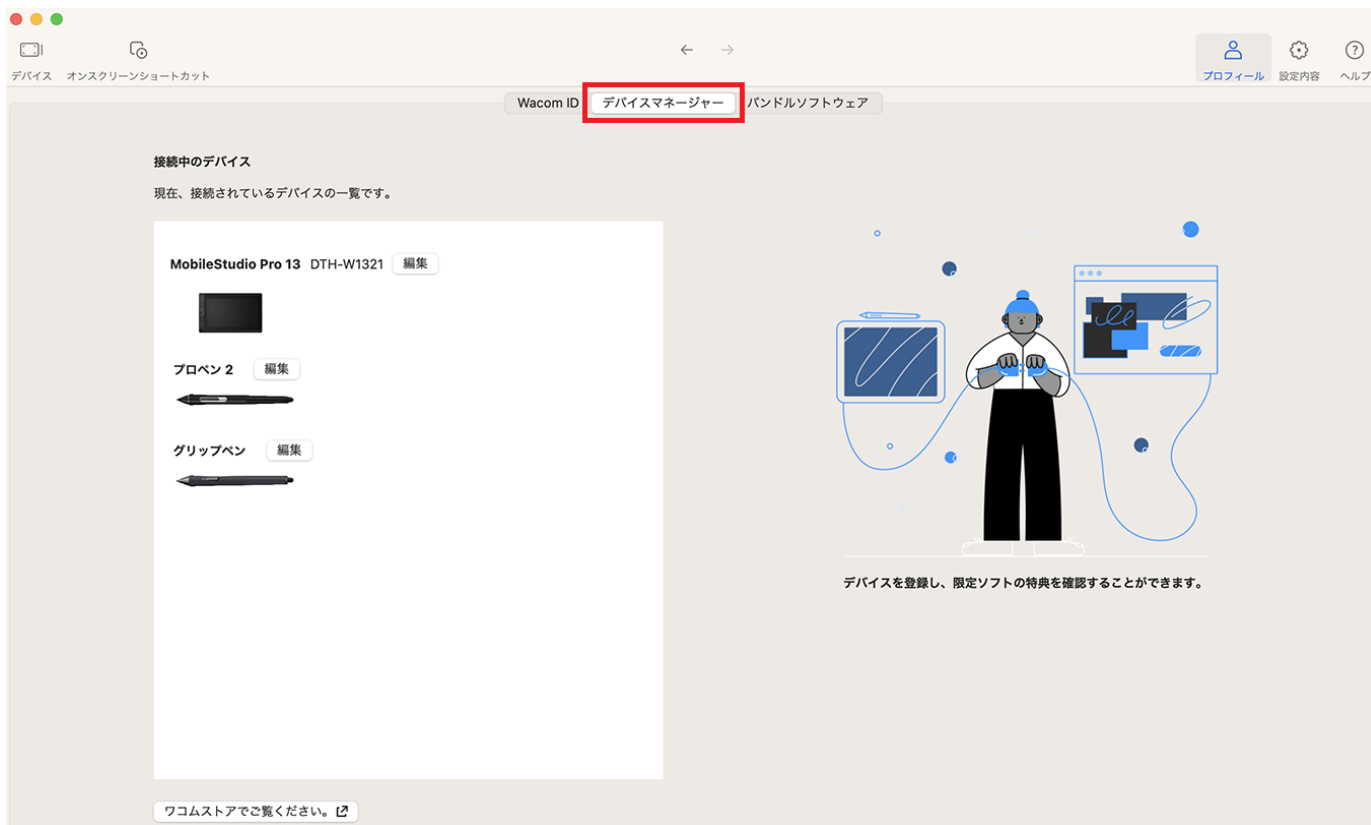 デバイス オンスクリーンショートカット
プロフィール 設定内容 ヘルプ
Wacom ID デバイスマネージャー バンドルソフトウェア
接続中のデバイス
現在、接続されているデバイスの一覧です。
MobileStudio Pro 13 DTH-W1321 編集
プロペン 2 編集
グリップペン 編集
デバイスを登録し、限定ソフトの特典を確認することができます。
ワコムストアでご覧ください。